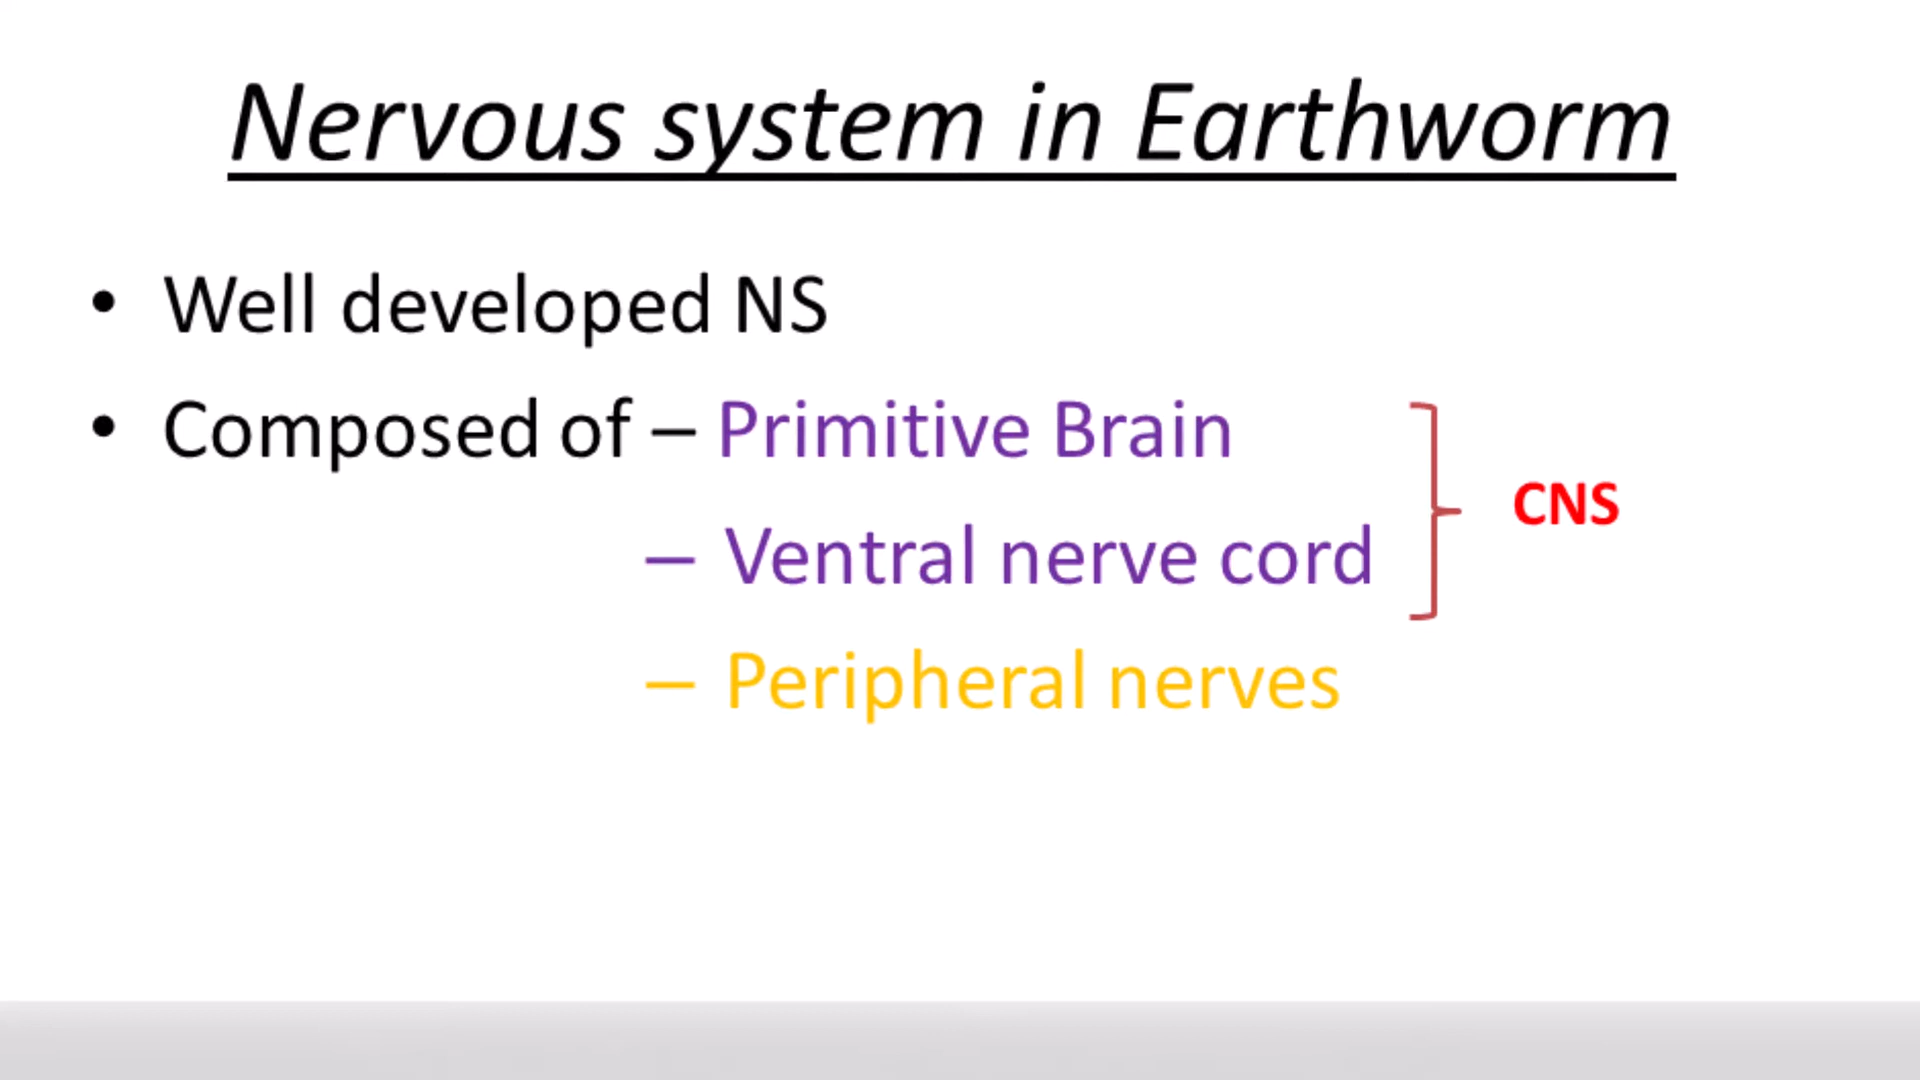 Nervous system in Earthworm
• Well developed NS
• Composed of – Primitive Brain
– Ventral nerve cord
CNS
– Peripheral nerves